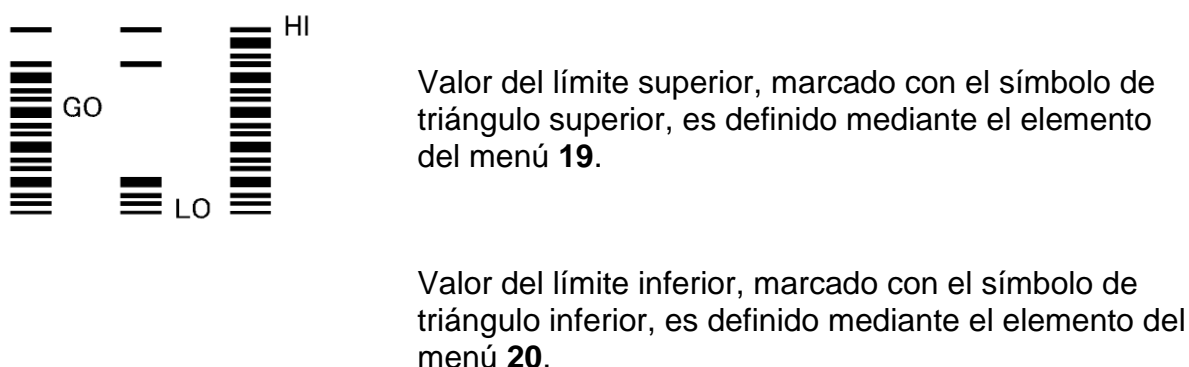 HI
GO
LO
Valor del límite superior, marcado con el símbolo de
triángulo superior, es definido mediante el elemento
del menú 19.
Valor del límite inferior, marcado con el símbolo de
triángulo inferior, es definido mediante el elemento del
menú 20.